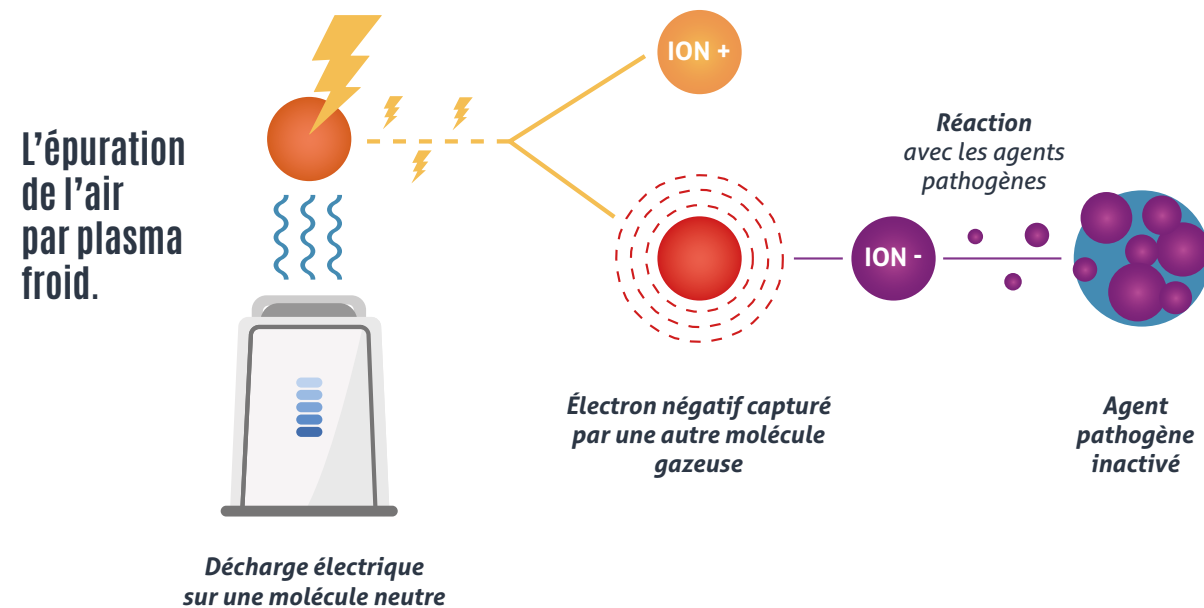 L’épuration
de l’air
par plasma
froid.
ION +
Réaction
avec les agents
pathogènes
ION -
Électron négatif capturé
par une autre molécule
gazeuse
Agent
pathogène
inactivé
Décharge électrique
sur une molécule neutre